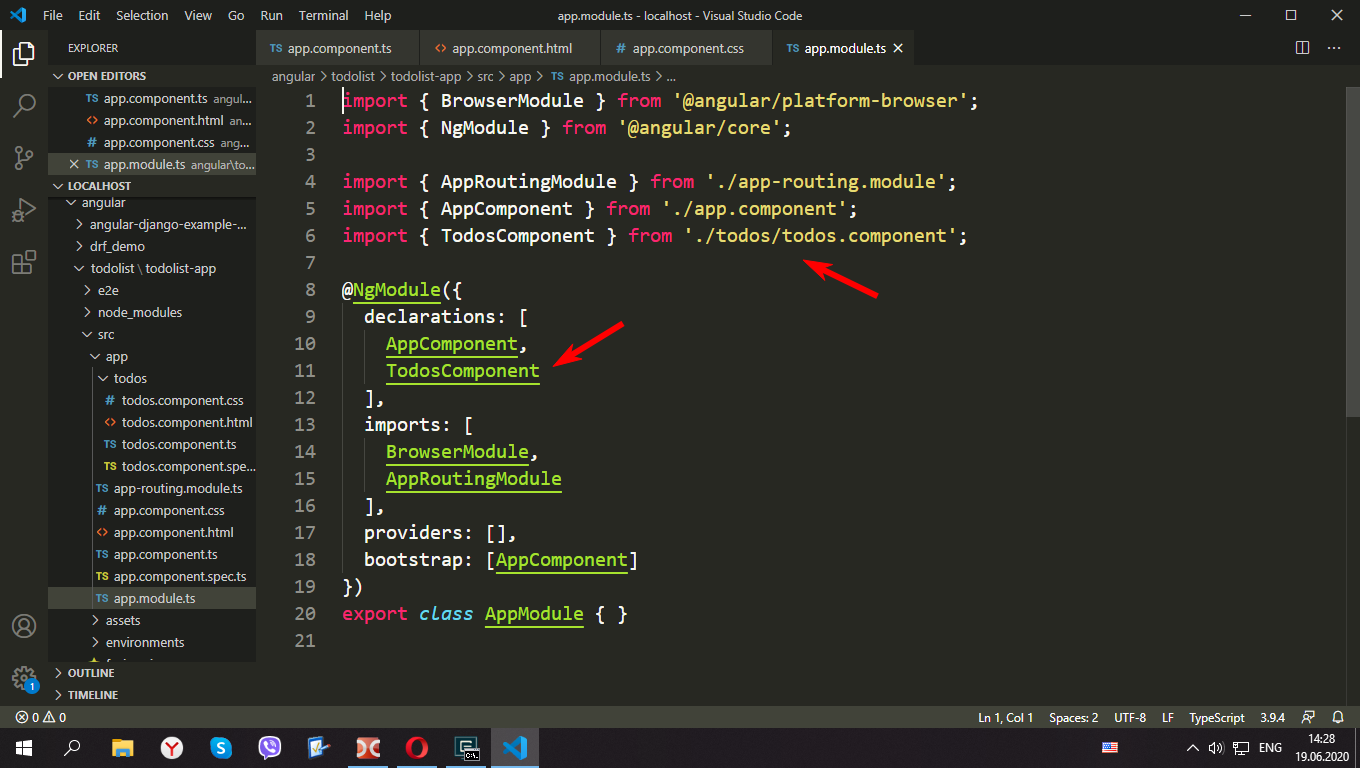 File Edit Selection View Go Run Terminal Help
app.module.ts - localhost - Visual Studio Code
EXPLORER
OPEN EDITORS
TS app.component.ts angul...
<> app.component.html an...
# app.component.css ang...
TS app.module.ts angular\to...
LOCALHOST
angular
angular-django-example-...
drf_demo
todolist \ todolist-app
e2e
node_modules
src
app
todos
# todos.component.css
<> todos.component.html
TS todos.component.ts
TS todos.component.spe...
TS app-routing.module.ts
# app.component.css
<> app.component.html
TS app.component.ts
TS app.component.spec.ts
TS app.module.ts
assets
environments
OUTLINE
TIMELINE
TS app.component.ts
<> app.component.html
# app.component.css
TS app.module.ts
angular > todolist > todolist-app > src > app > TS app.module.ts > ...
1 import { BrowserModule } from '@angular/platform-browser';
2 import { NgModule } from '@angular/core';
3
4 import { AppRoutingModule } from './app-routing.module';
5 import { AppComponent } from './app.component';
6 import { TodosComponent } from './todos/todos.component';
7
8 @NgModule({
9 declarations: [
10 AppComponent,
11 TodosComponent
12 ],
13 imports: [
14 BrowserModule,
15 AppRoutingModule
16 ],
17 providers: [],
18 bootstrap: [AppComponent]
19 })
20 export class AppModule { }
21
1
0 0
Ln 1, Col 1 Spaces: 2 UTF-8 LF TypeScript 3.9.4
C:\.
ENG
14:28
19.06.2020